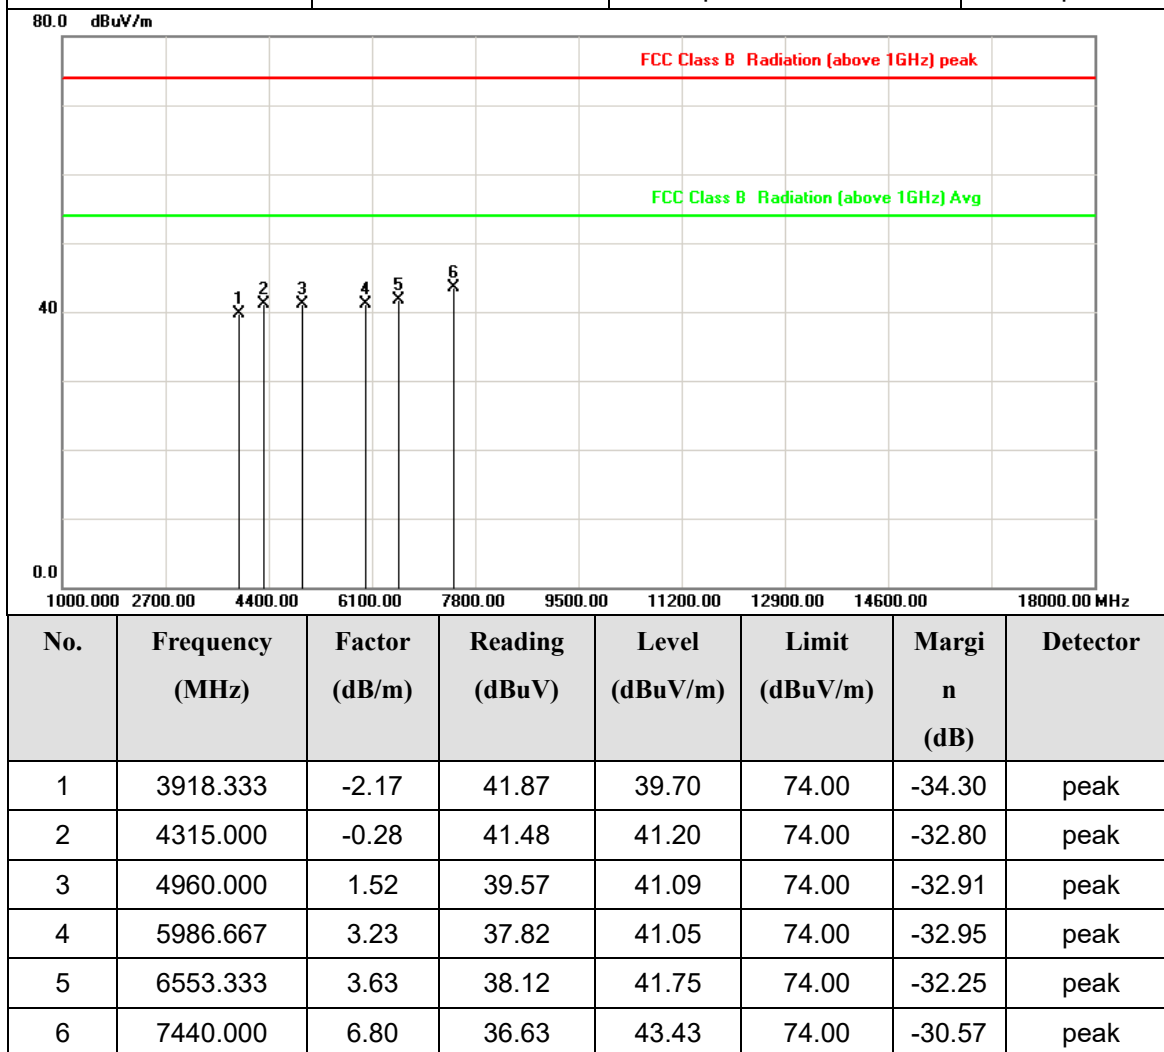 80.0 dBuV/m
FCC Class B Radiation (above 1GHz) peak
FCC Class B Radiation (above 1GHz) Avg
1 2 3 4 5 6
40
0.0
1000.000 2700.00 4400.00 6100.00 7800.00 9500.00 11200.00 12900.00 14600.00 18000.00 MHz
No. Frequency Factor Reading Level Limit Margi Detector
(MHz) (dB/m) (dBuV) (dBuV/m) (dBuV/m) n
(dB)
1 3918.333 -2.17 41.87 39.70 74.00 -34.30 peak
2 4315.000 -0.28 41.48 41.20 74.00 -32.80 peak
3 4960.000 1.52 39.57 41.09 74.00 -32.91 peak
4 5986.667 3.23 37.82 41.05 74.00 -32.95 peak
5 6553.333 3.63 38.12 41.75 74.00 -32.25 peak
6 7440.000 6.80 36.63 43.43 74.00 -30.57 peak